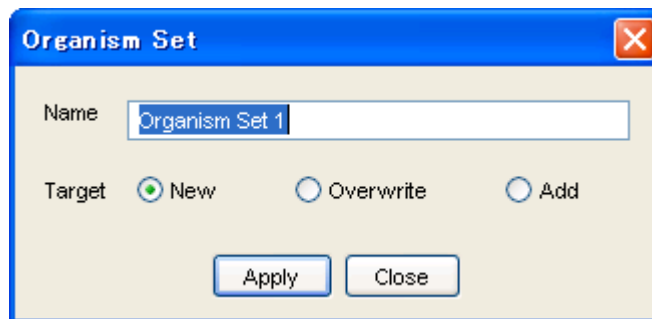 Organism Set
Name Organism Set 1
Target New Overwrite Add
Apply Close